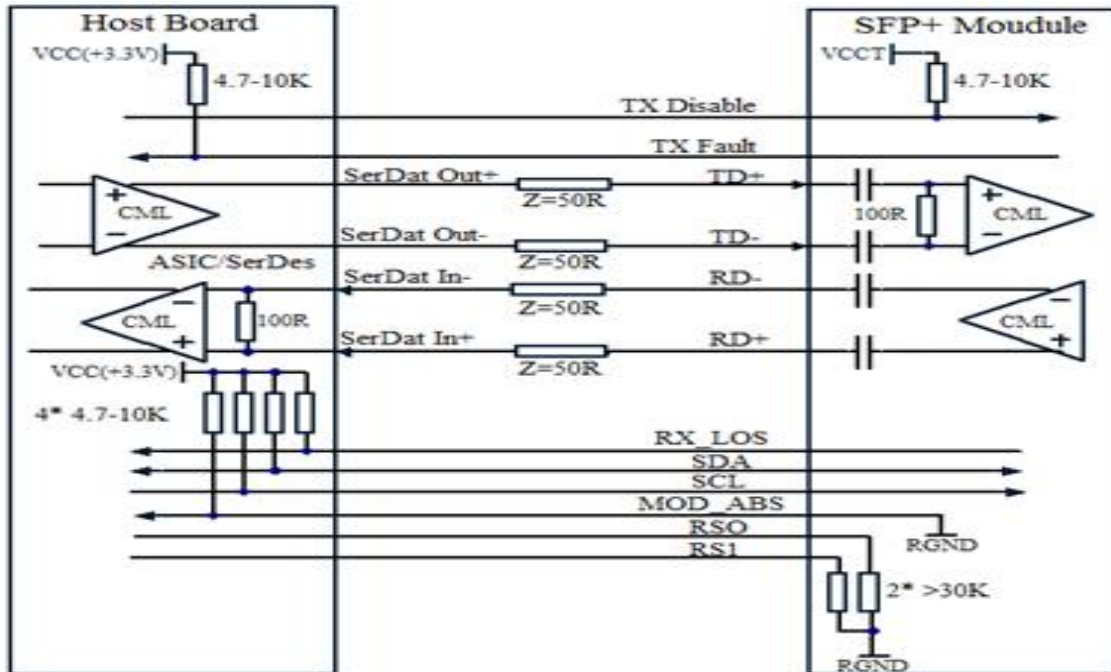 Host Board
SFP+ Moudule
VCC(+3.3V)
4.7-10K
VCCT
4.7-10K
TX Disable
TX Fault
SerDat Out+
TD+
Z=50R
CML
+
−
100R
CML
+
−
SerDat Out-
TD-
Z=50R
ASIC/SerDes
SerDat In-
RD-
Z=50R
CML
−
+
100R
CML
−
+
SerDat In+
RD+
Z=50R
VCC(+3.3V)
4* 4.7-10K
RX_LOS
SDA
SCL
MOD_ABS
RSO
RGND
RS1
2* >30K
RGND